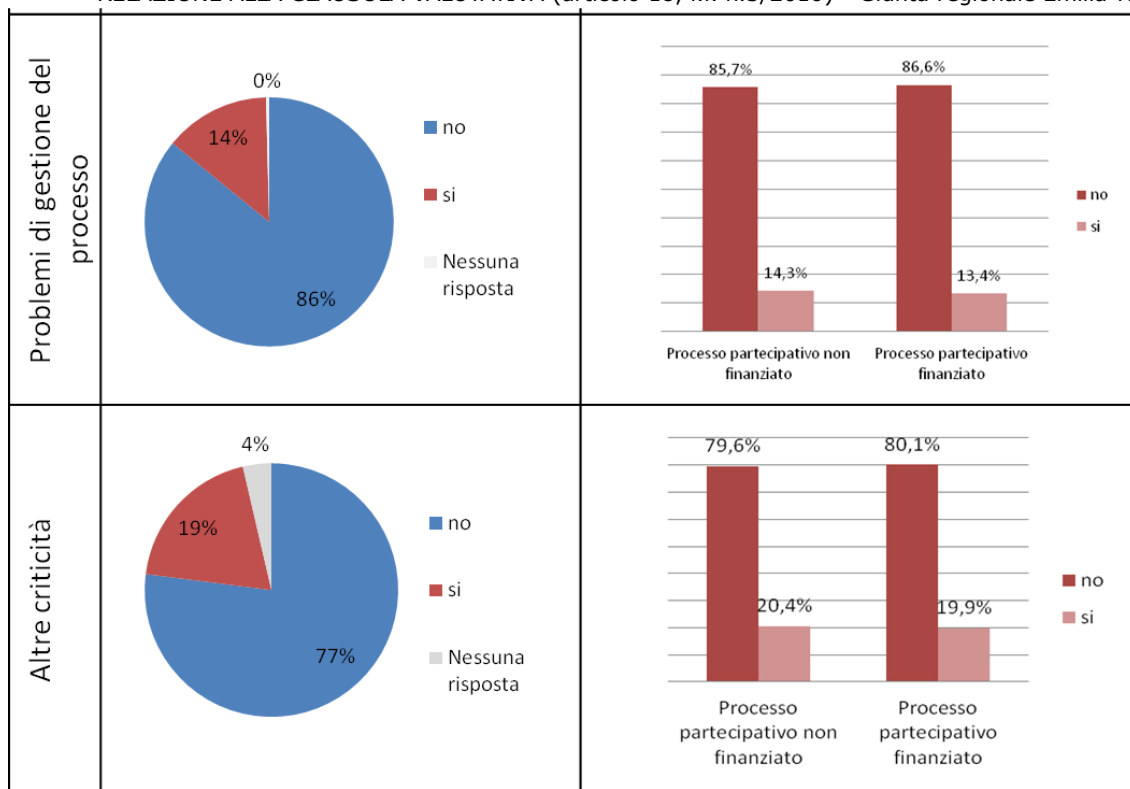 Problemi di gestione del
processo
0%
14%
86%
no
si
Nessuna
risposta
85,7%
86,6%
14,3%
13,4%
no
si
Processo partecipativo non
finanziato
Processo partecipativo
finanziato
Altre criticità
4%
19%
77%
no
si
Nessuna
risposta
79,6%
80,1%
20,4%
19,9%
no
si
Processo
partecipativo non
finanziato
Processo
partecipativo
finanziato